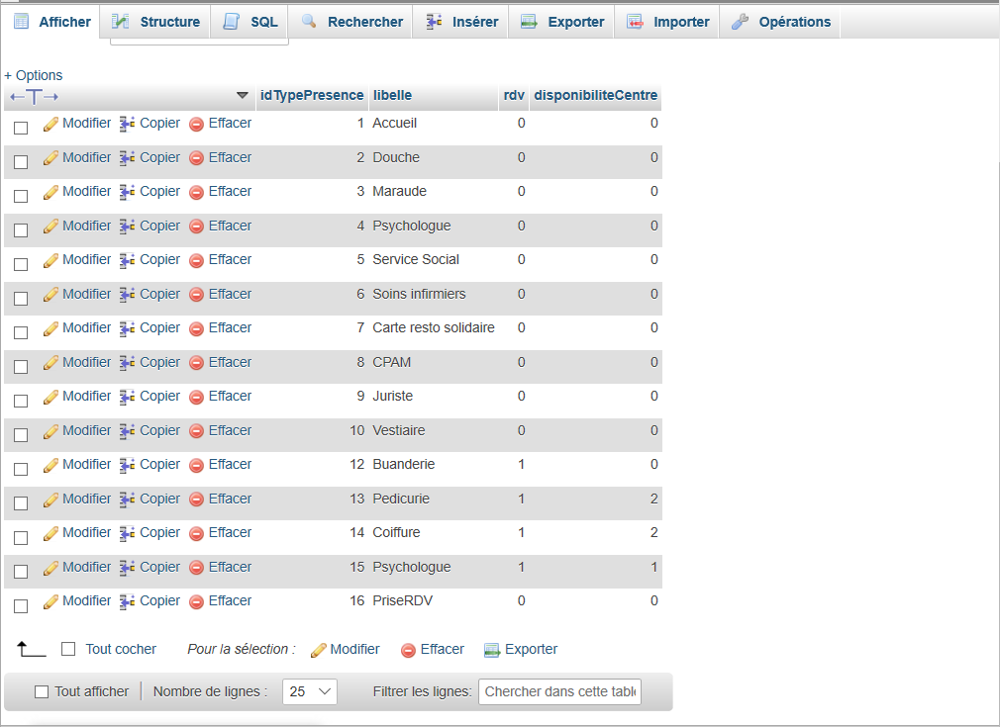 Afficher Structure SQL Rechercher Insérer Exporter Importer Opérations
+ Options
←T→ idTypePresence libelle rdv disponibiliteCentre
Modifier Copier Effacer 1 Accueil 0 0
Modifier Copier Effacer 2 Douche 0 0
Modifier Copier Effacer 3 Maraude 0 0
Modifier Copier Effacer 4 Psychologue 0 0
Modifier Copier Effacer 5 Service Social 0 0
Modifier Copier Effacer 6 Soins infirmiers 0 0
Modifier Copier Effacer 7 Carte resto solidaire 0 0
Modifier Copier Effacer 8 CPAM 0 0
Modifier Copier Effacer 9 Juriste 0 0
Modifier Copier Effacer 10 Vestiaire 0 0
Modifier Copier Effacer 12 Buanderie 1 0
Modifier Copier Effacer 13 Pedicurie 1 2
Modifier Copier Effacer 14 Coiffure 1 2
Modifier Copier Effacer 15 Psychologue 1 1
Modifier Copier Effacer 16 PriseRDV 0 0
Tout cocher Pour la sélection : Modifier Effacer Exporter
Tout afficher Nombre de lignes : 25 Filtrer les lignes: Chercher dans cette table